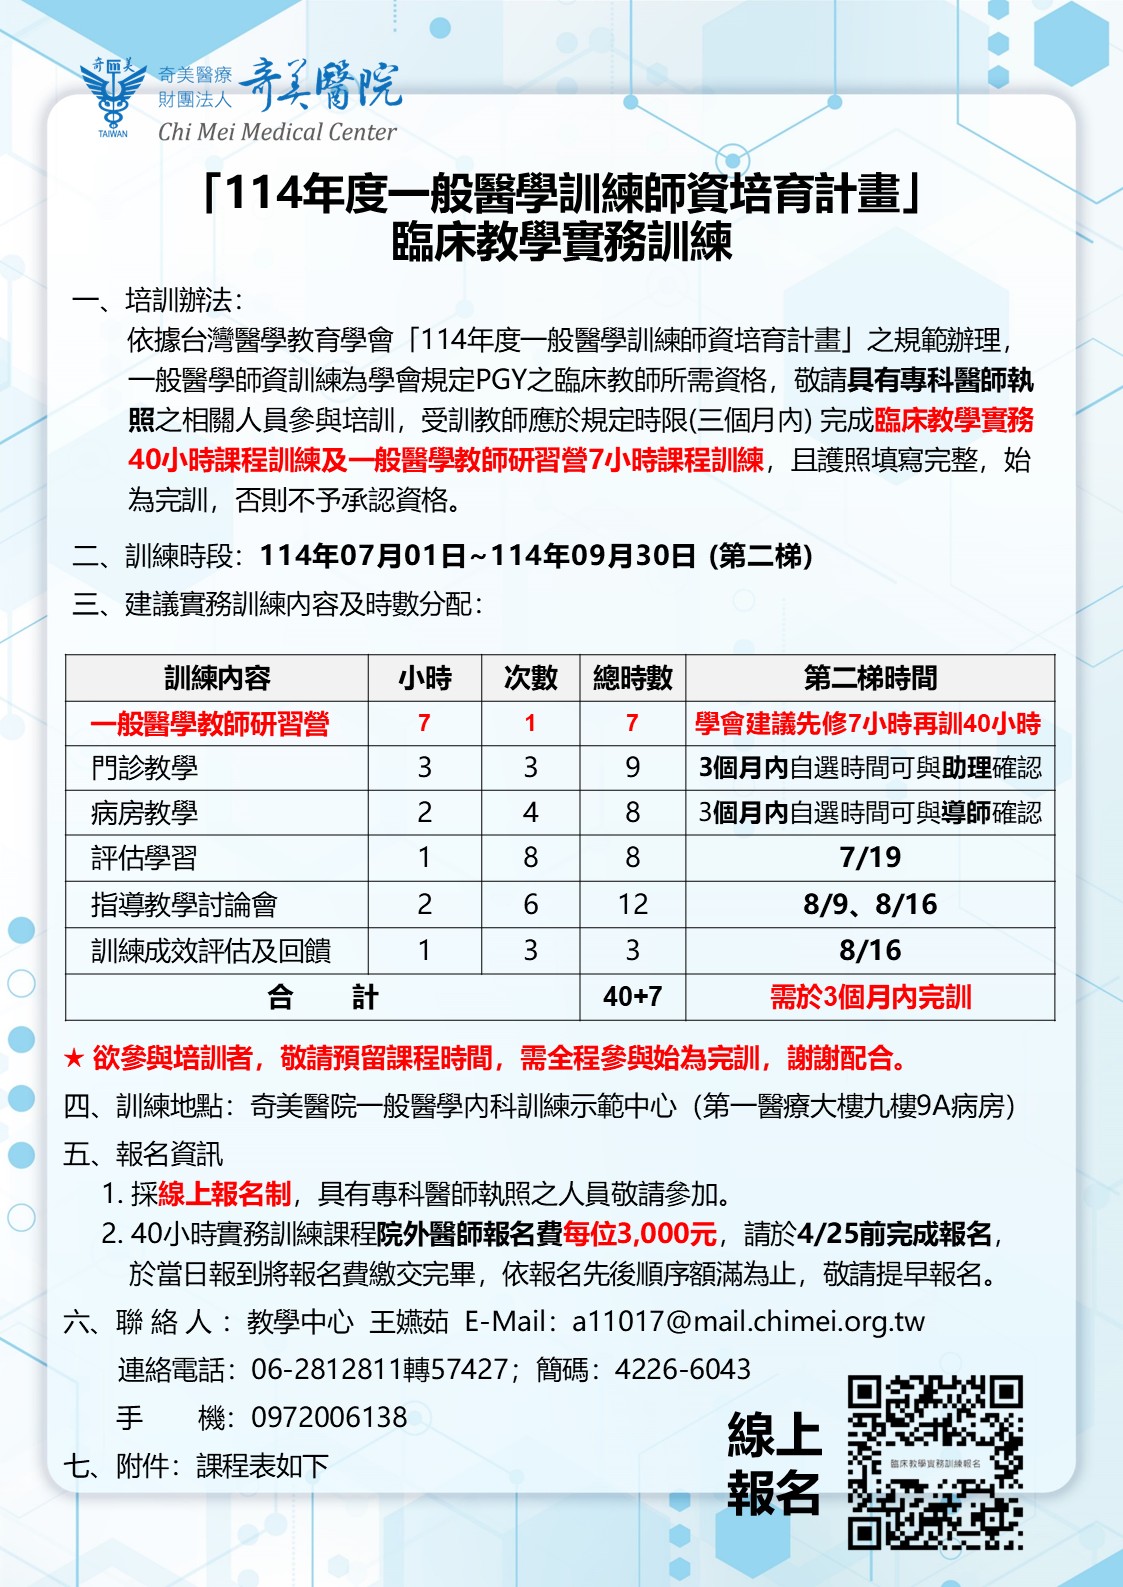 奇美
TAIWAN
奇美醫療
財團法人
奇美醫院
Chi Mei Medical Center
「114年度一般醫學訓練師資培育計畫」
臨床教學實務訓練
一、培訓辦法：
依據台灣醫學教育學會「114年度一般醫學訓練師資培育計畫」之規範辦理，
一般醫學師資訓練為學會規定PGY之臨床教師所需資格，敬請具有專科醫師執
照之相關人員參與培訓，受訓教師應於規定時限(三個月內) 完成臨床教學實務
40小時課程訓練及一般醫學教師研習營7小時課程訓練，且護照填寫完整，始
為完訓，否則不予承認資格。
二、訓練時段：114年07月01日~114年09月30日 (第二梯)
三、建議實務訓練內容及時數分配：
訓練內容 小時 次數 總時數 第二梯時間
一般醫學教師研習營 7 1 7 學會建議先修7小時再訓40小時
門診教學 3 3 9 3個月內自選時間可與助理確認
病房教學 2 4 8 3個月內自選時間可與導師確認
評估學習 1 8 8 7/19
指導教學討論會 2 6 12 8/9、8/16
訓練成效評估及回饋 1 3 3 8/16
合 計 40+7 需於3個月內完訓
★ 欲參與培訓者，敬請預留課程時間，需全程參與始為完訓，謝謝配合。
四、訓練地點：奇美醫院一般醫學內科訓練示範中心（第一醫療大樓九樓9A病房）
五、報名資訊
1. 採線上報名制，具有專科醫師執照之人員敬請參加。
2. 40小時實務訓練課程院外醫師報名費每位3,000元，請於4/25前完成報名，
於當日報到將報名費繳交完畢，依報名先後順序額滿為止，敬請提早報名。
六、聯 絡 人 ：教學中心 王嬿茹 E-Mail：a11017@mail.chimei.org.tw
連絡電話：06-2812811轉57427；簡碼：4226-6043
手 機：0972006138
七、附件：課程表如下
線上
報名
臨床教學實務訓練報名